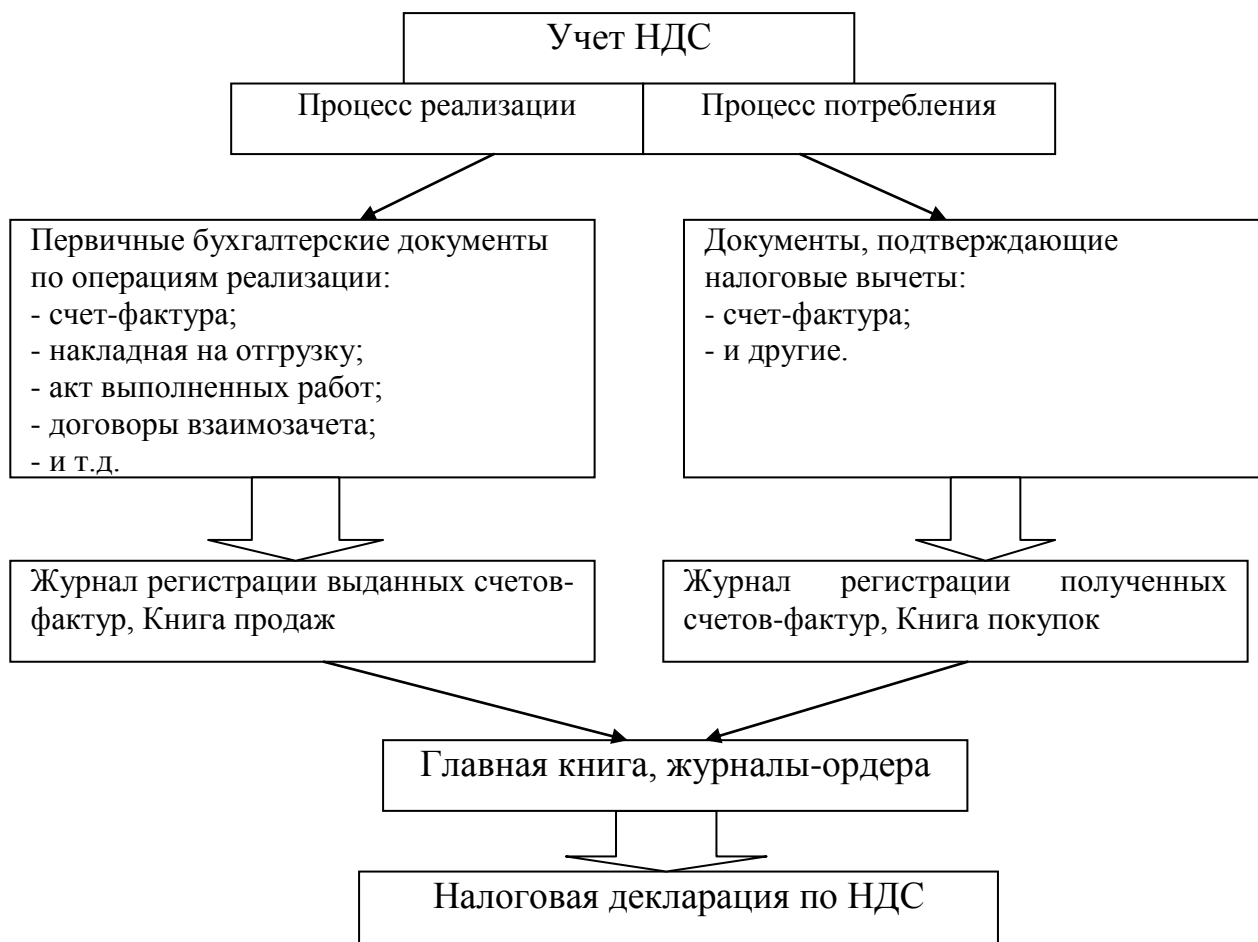 Учет НДС
Процесс реализации
Процесс потребления
Первичные бухгалтерские документы
по операциям реализации:
- счет-фактура;
- накладная на отгрузку;
- акт выполненных работ;
- договоры взаимозачета;
- и т.д.
Документы, подтверждающие
налоговые вычеты:
- счет-фактура;
- и другие.
Журнал регистрации выданных счетов-
фактур, Книга продаж
Журнал регистрации полученных
счетов-фактур, Книга покупок
Главная книга, журналы-ордера
Налоговая декларация по НДС